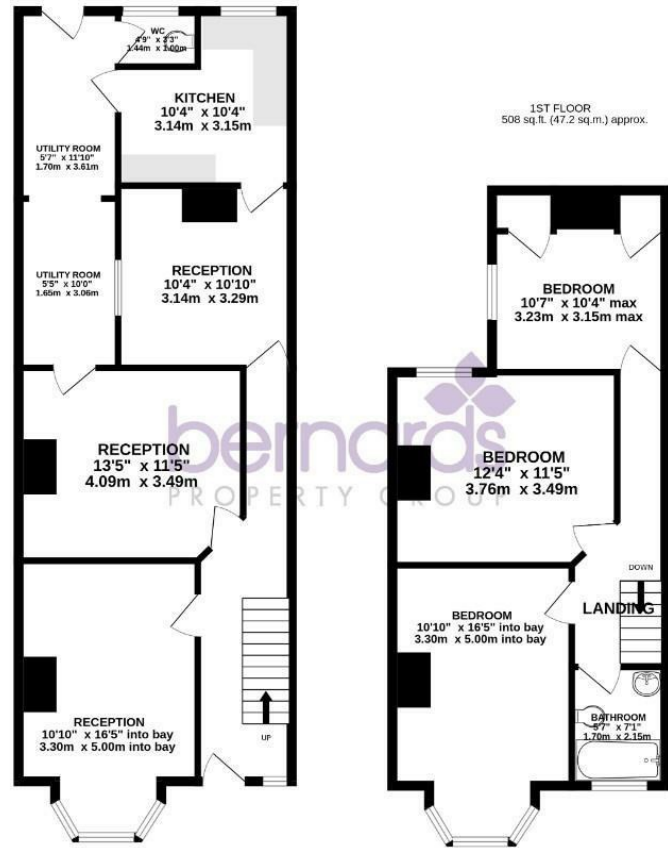 WC
4'9" x 3'3"
1.44m x 1.00m
KITCHEN
10'4" x 10'4"
3.14m x 3.15m
UTILITY ROOM
5'7" x 11'10"
1.70m x 3.61m
UTILITY ROOM
5'5" x 10'0"
1.65m x 3.06m
RECEPTION
10'4" x 10'10"
3.14m x 3.29m
RECEPTION
13'5" x 11'5"
4.09m x 3.49m
RECEPTION
10'10" x 16'5" into bay
3.30m x 5.00m into bay
UP
1ST FLOOR
508 sq.ft. (47.2 sq.m.) approx.
BEDROOM
10'7" x 10'4" max
3.23m x 3.15m max
BEDROOM
12'4" x 11'5"
3.76m x 3.49m
DOWN
LANDING
BEDROOM
10'10" x 16'5" into bay
3.30m x 5.00m into bay
BATHROOM
5'7" x 7'1"
1.70m x 2.15m
bernards
PROPERTY GROUP